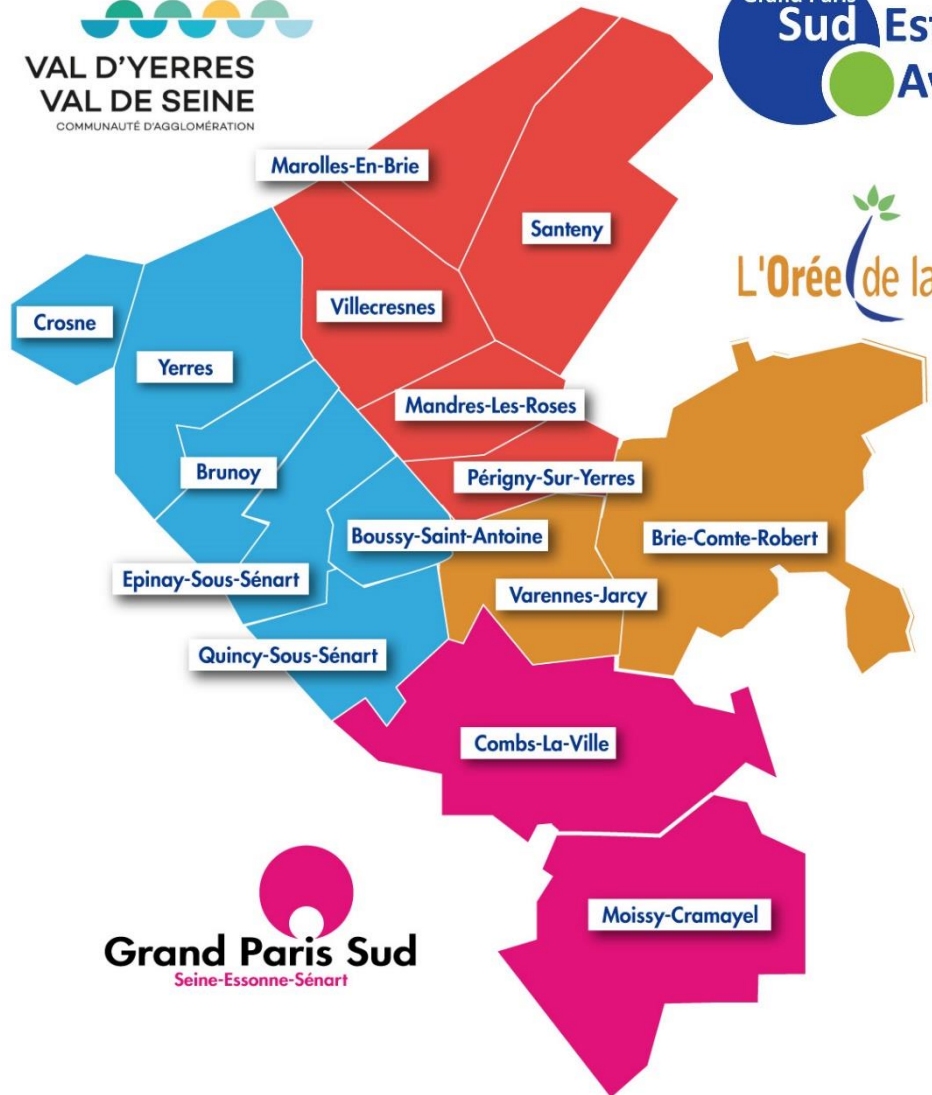 VAL D'YERRES
VAL DE SEINE
COMMUNAUTÉ D'AGGLOMÉRATION
Grand Paris
Sud Est
Av
L'Orée de la
Marolles-En-Brie
Santeny
Villecresnes
Crosne
Yerres
Mandres-Les-Roses
Brunoy
Périgny-Sur-Yerres
Boussy-Saint-Antoine
Brie-Comte-Robert
Epinay-Sous-Sénart
Varennes-Jarcy
Quincy-Sous-Sénart
Combs-La-Ville
Moissy-Cramayel
Grand Paris Sud
Seine-Essonne-Sénart